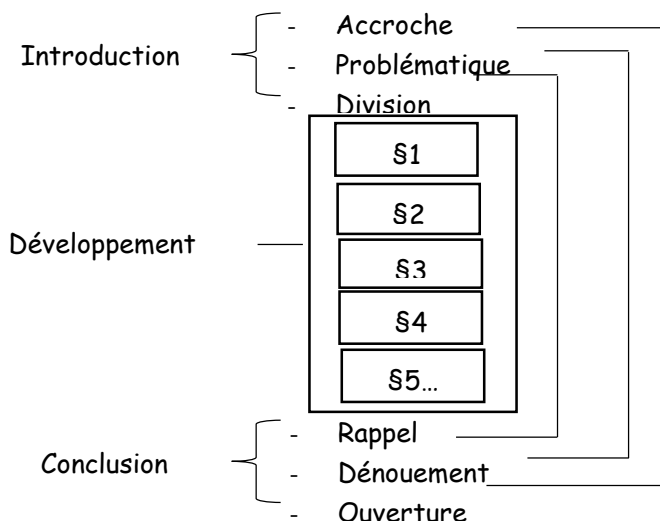 - Accroche
Introduction
- Problématique
- Division
§1
§2
Développement
§3
§4
§5...
- Rappel
Conclusion
- Dénouement
- Ouverture